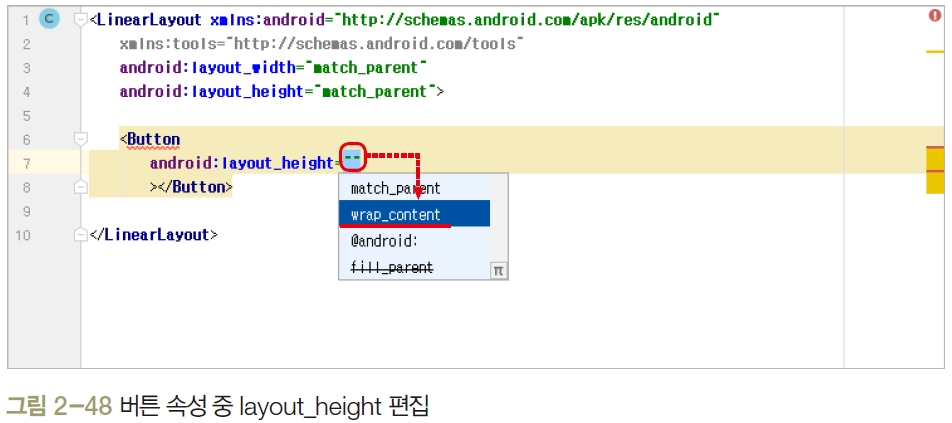 1 C <LinearLayout xmlns:android="http://schemas.android.com/apk/res/android"
2 xmlns:tools="http://schemas.android.com/tools"
3 android:layout_width="match_parent"
4 android:layout_height="match_parent">
5
6 <Button
7 android:layout_height=""
match_parent
8 ></Button>
wrap_content
9
10 </LinearLayout>
@android:
fill_parent
π
그림 2-48 버튼 속성 중 layout_height 편집